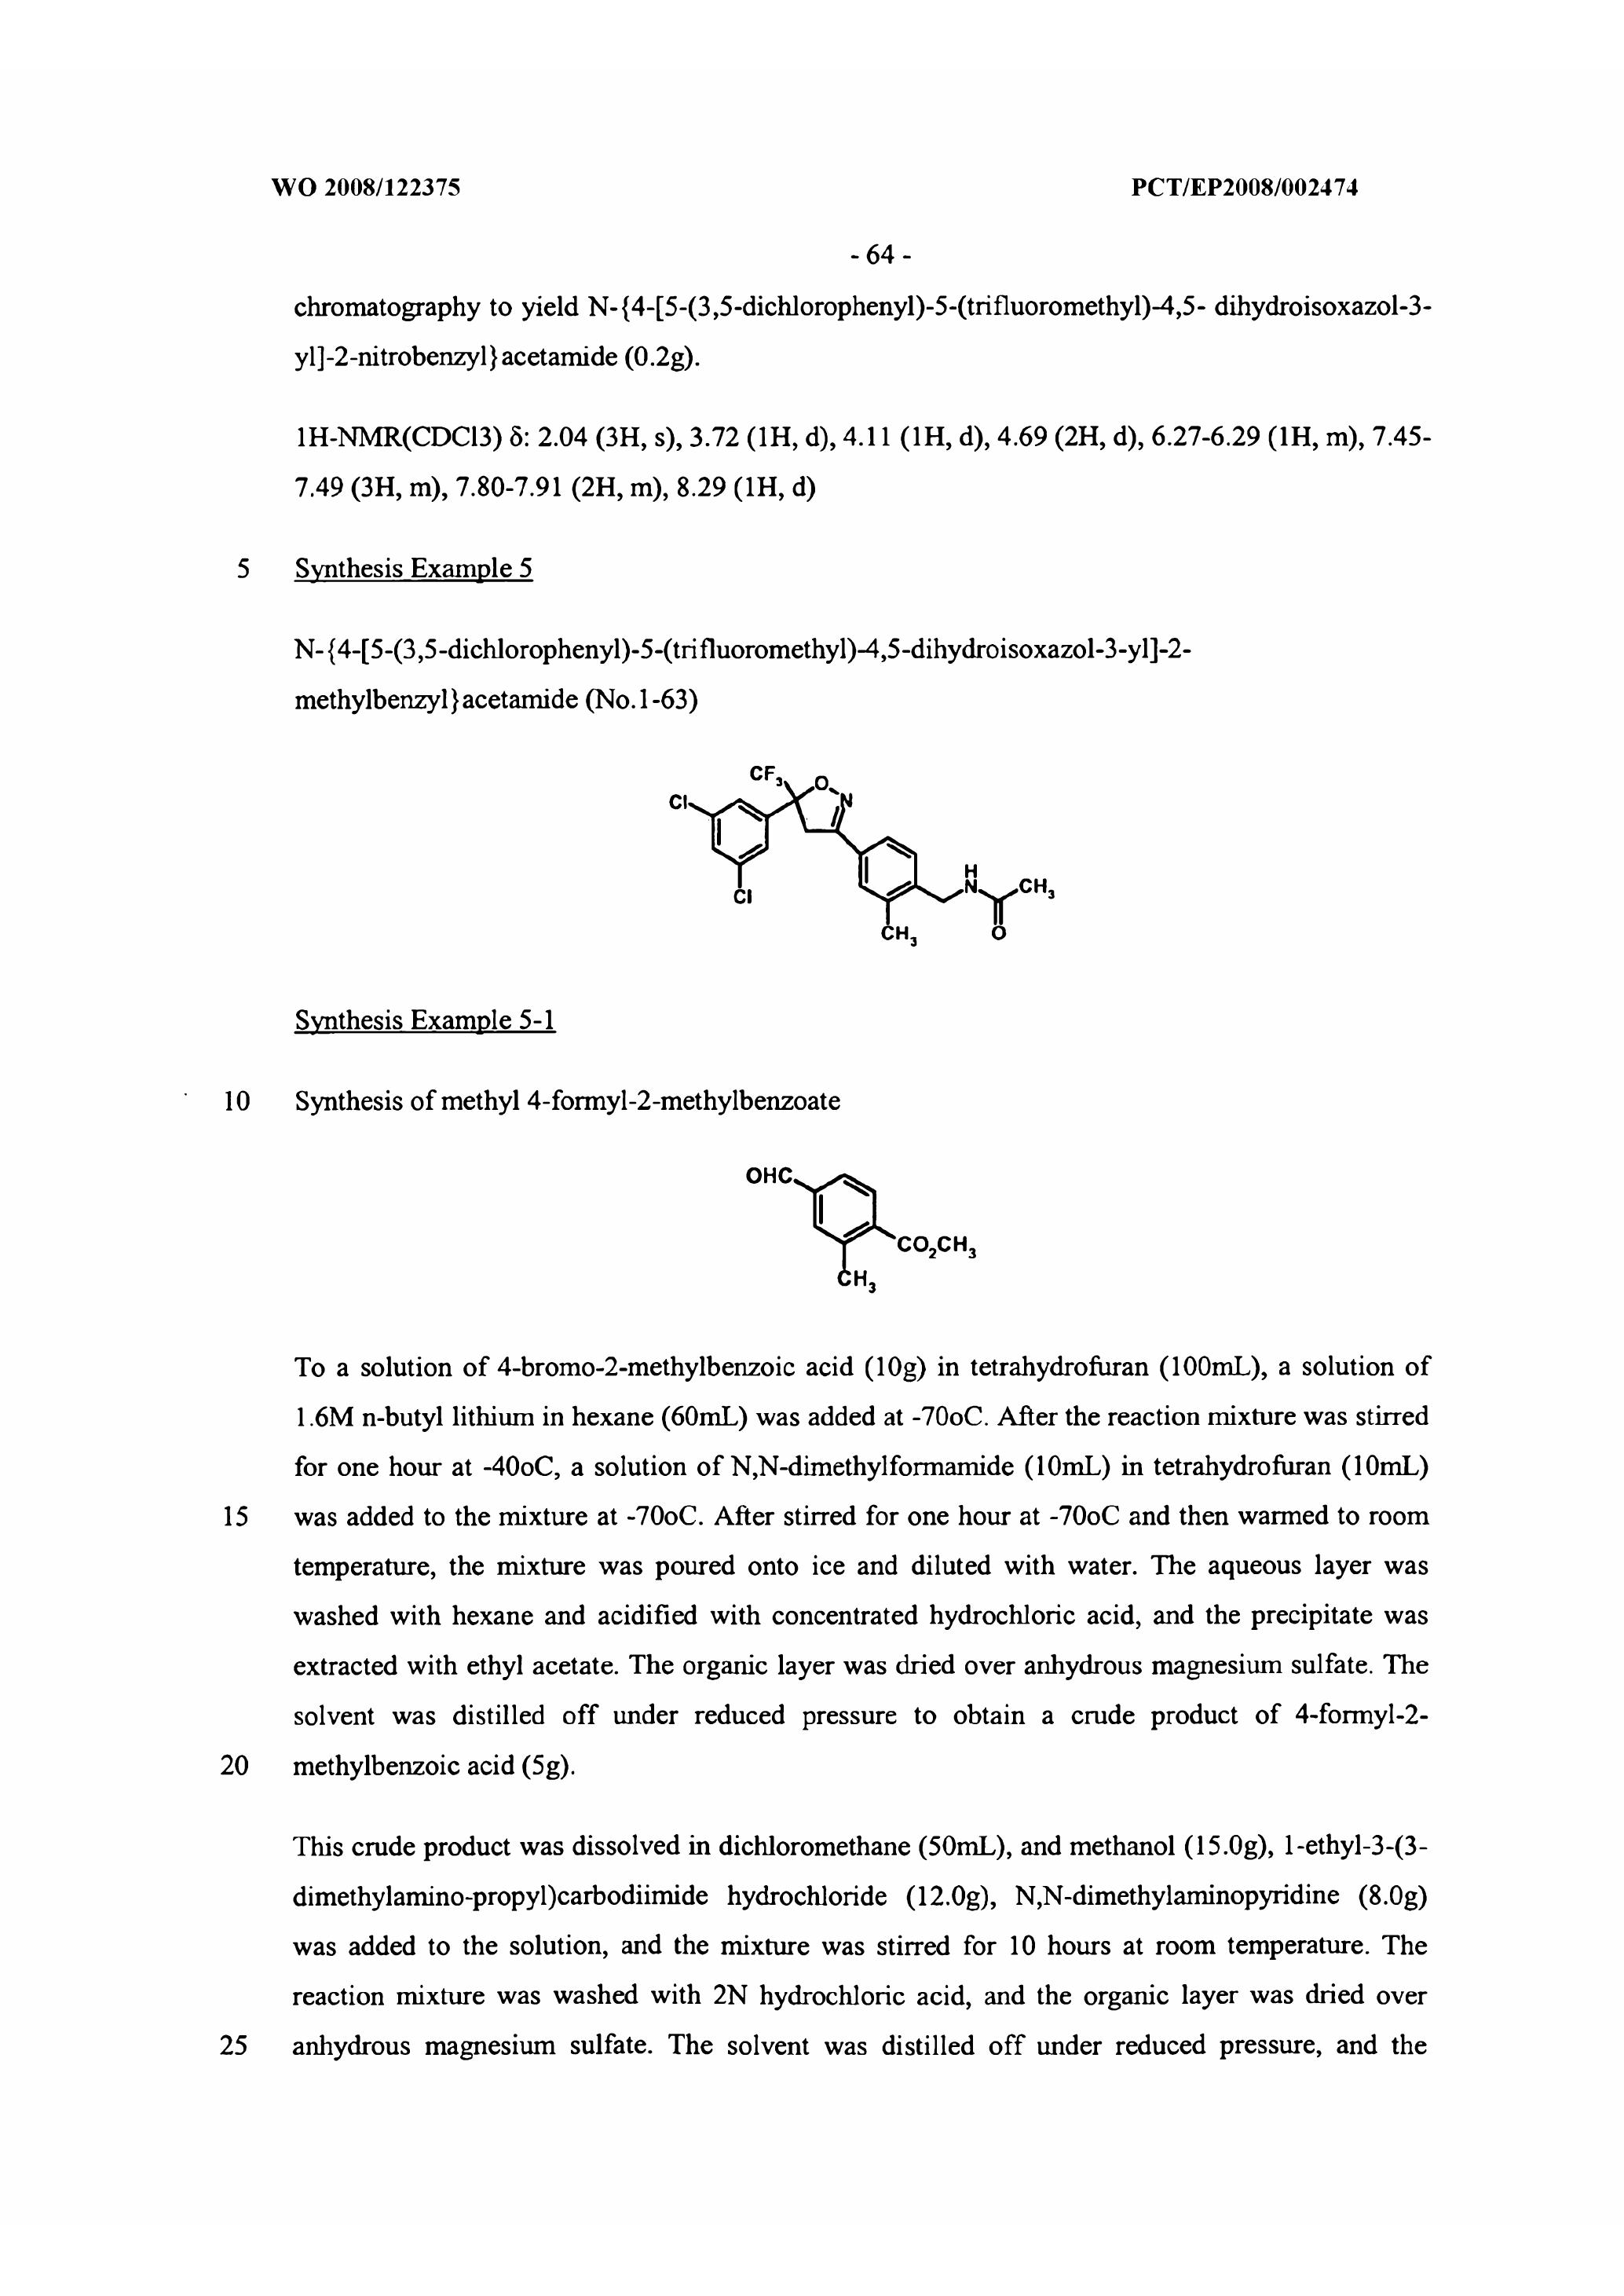 WO 2008/122375 PCT/EP2008/002474
- 64 -
chromatography to yield N-{4-[5-(3,5-dichlorophenyl)-5-(trifluoromethyl)-4,5- dihydroisoxazol-3-
yl]-2-nitrobenzyl}acetamide (0.2g).
1H-NMR(CDCl3) δ: 2.04 (3H, s), 3.72 (1H, d), 4.11 (1H, d), 4.69 (2H, d), 6.27-6.29 (1H, m), 7.45-
7.49 (3H, m), 7.80-7.91 (2H, m), 8.29 (1H, d)
5 Synthesis Example 5
N-{4-[5-(3,5-dichlorophenyl)-5-(trifluoromethyl)-4,5-dihydroisoxazol-3-yl]-2-
methylbenzyl}acetamide (No.1-63)
CF3 O
Cl N
H
N CH3
Cl
CH3 O
Synthesis Example 5-1
10 Synthesis of methyl 4-formyl-2-methylbenzoate
OHC
CO2CH3
CH3
To a solution of 4-bromo-2-methylbenzoic acid (10g) in tetrahydrofuran (100mL), a solution of
1.6M n-butyl lithium in hexane (60mL) was added at -70oC. After the reaction mixture was stirred
for one hour at -40oC, a solution of N,N-dimethylformamide (10mL) in tetrahydrofuran (10mL)
15 was added to the mixture at -70oC. After stirred for one hour at -70oC and then warmed to room
temperature, the mixture was poured onto ice and diluted with water. The aqueous layer was
washed with hexane and acidified with concentrated hydrochloric acid, and the precipitate was
extracted with ethyl acetate. The organic layer was dried over anhydrous magnesium sulfate. The
solvent was distilled off under reduced pressure to obtain a crude product of 4-formyl-2-
20 methylbenzoic acid (5g).
This crude product was dissolved in dichloromethane (50mL), and methanol (15.0g), 1-ethyl-3-(3-
dimethylamino-propyl)carbodiimide hydrochloride (12.0g), N,N-dimethylaminopyridine (8.0g)
was added to the solution, and the mixture was stirred for 10 hours at room temperature. The
reaction mixture was washed with 2N hydrochloric acid, and the organic layer was dried over
25 anhydrous magnesium sulfate. The solvent was distilled off under reduced pressure, and the